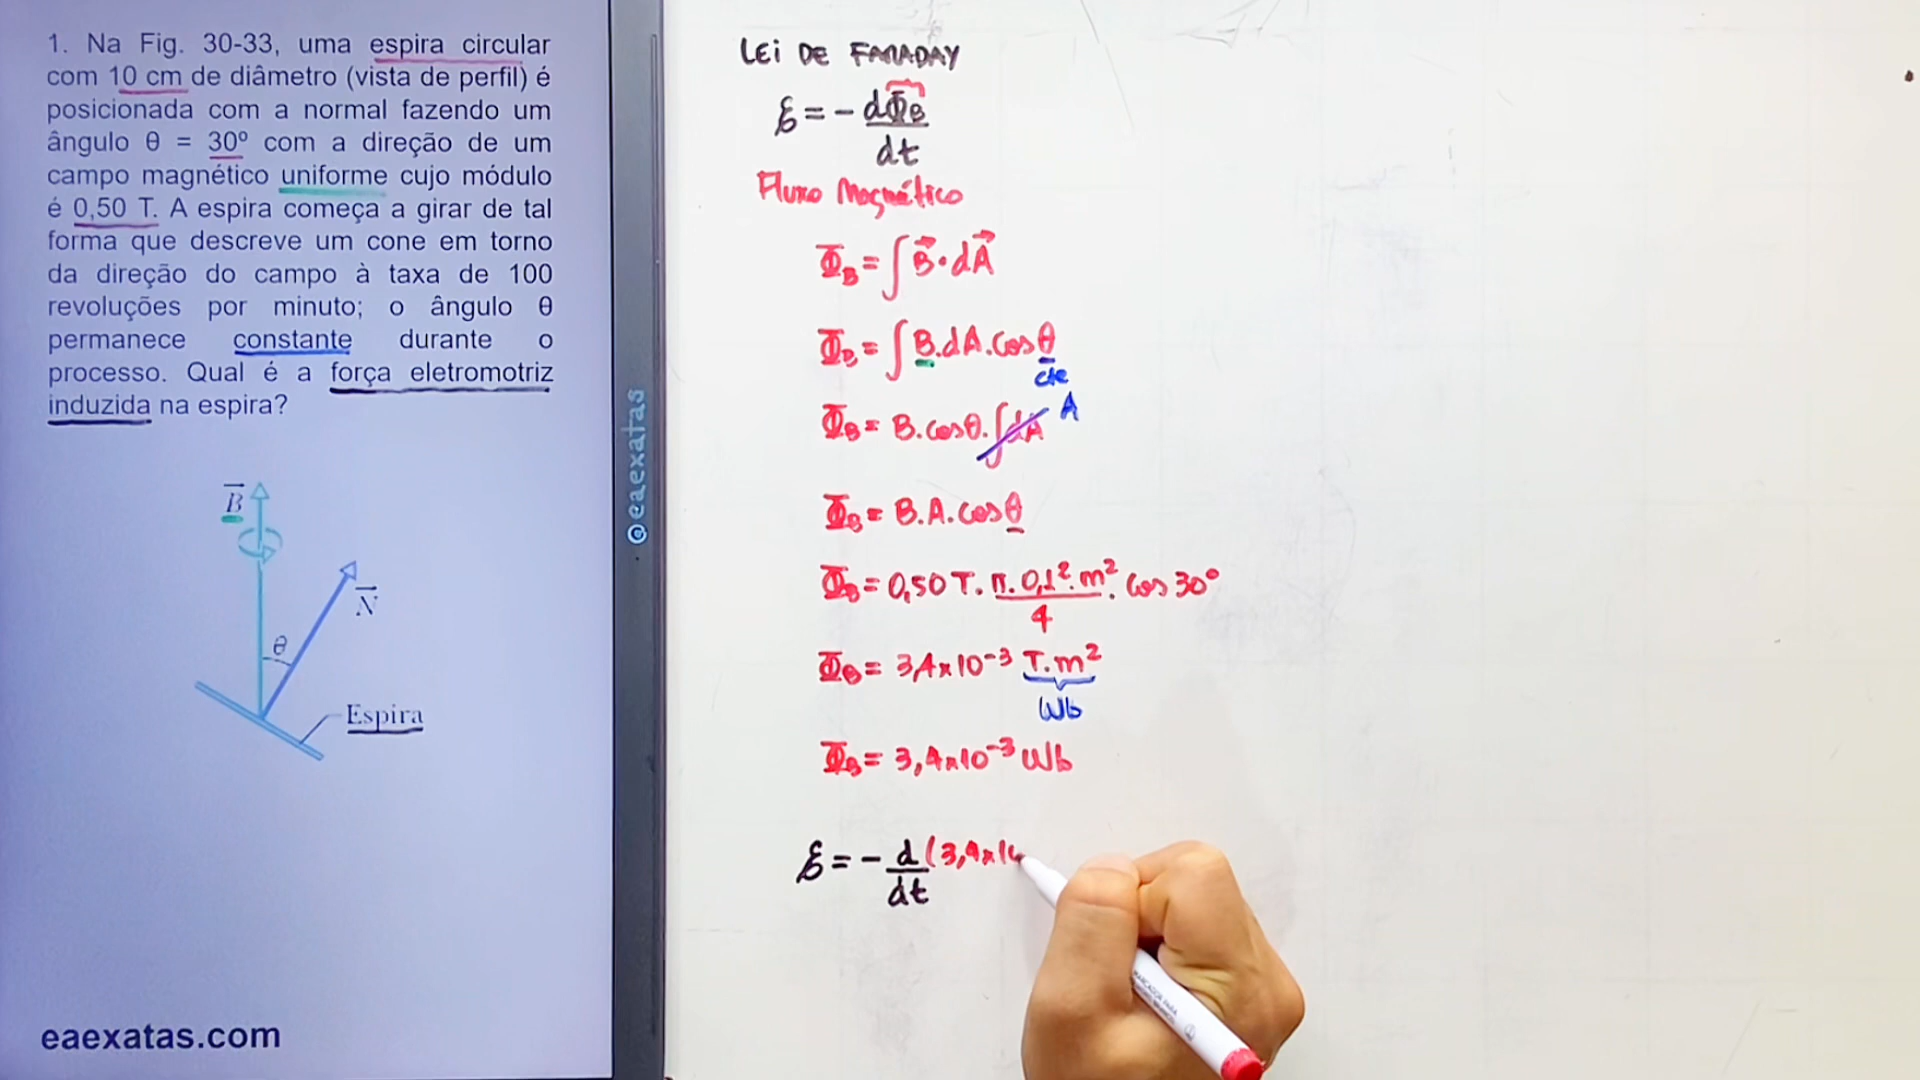 1. Na Fig. 30-33, uma espira circular
com 10 cm de diâmetro (vista de perfil) é
posicionada com a normal fazendo um
ângulo θ = 30º com a direção de um
campo magnético uniforme cujo módulo
é 0,50 T. A espira começa a girar de tal
forma que descreve um cone em torno
da direção do campo à taxa de 100
revoluções por minuto; o ângulo θ
permanece constante durante o
processo. Qual é a força eletromotriz
induzida na espira?
B
N
θ
Espira
eaexatas.com
@eaexatas
LEI DE FARADAY
ℰ = - dΦB/dt
Fluxo Magnético
ΦB = ∫ B⃗ · dA⃗
ΦB = ∫ B.dA.cos θ
cte
ΦB = B.cosθ.∫dA A
ΦB = B.A.cosθ
ΦB = 0,50 T. π.0,1².m²/4 . cos 30°
ΦB = 3,4x10⁻³ T.m²
Wb
ΦB = 3,4x10⁻³ Wb
ℰ = - d/dt (3,4x10
MARCADOR PARA